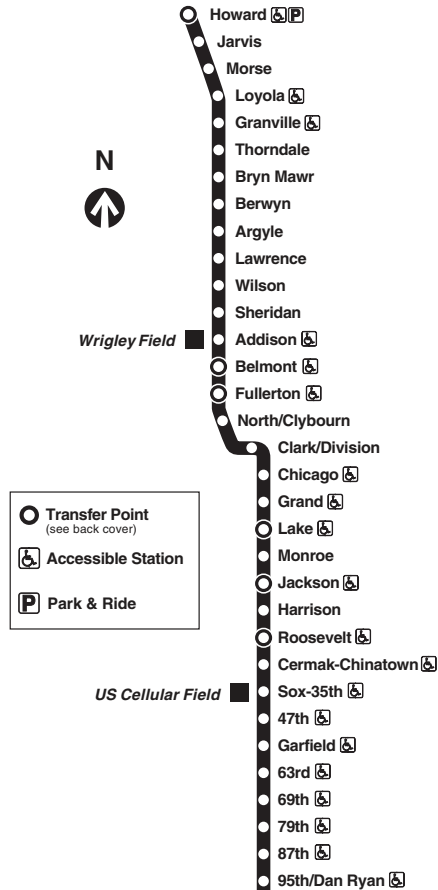 Howard P
Jarvis
Morse
Loyola
Granville
Thorndale
N
Bryn Mawr
Berwyn
Argyle
Lawrence
Wilson
Sheridan
Wrigley Field
Addison
Belmont
Fullerton
North/Clybourn
Clark/Division
Chicago
Grand
Lake
Monroe
Jackson
Harrison
Roosevelt
Cermak-Chinatown
Transfer Point
(see back cover)
Accessible Station
P Park & Ride
US Cellular Field
Sox-35th
47th
Garfield
63rd
69th
79th
87th
95th/Dan Ryan